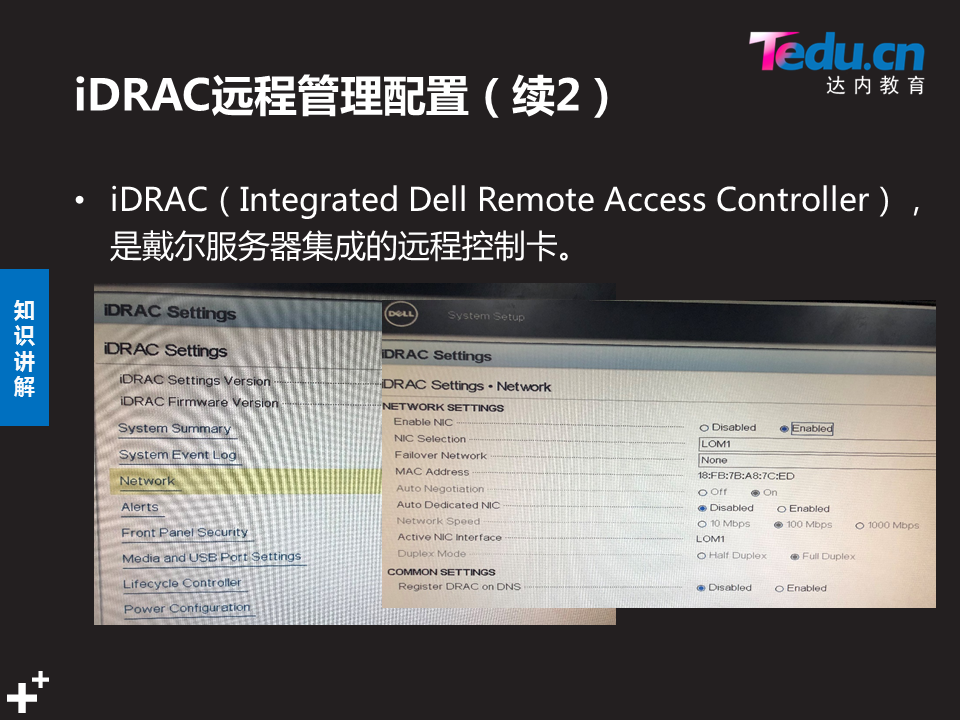 Tedu.cn
达内教育
iDRAC远程管理配置（续2）
• iDRAC（Integrated Dell Remote Access Controller），
是戴尔服务器集成的远程控制卡。
知识讲解
iDRAC Settings
iDRAC Settings
iDRAC Settings Version
iDRAC Firmware Version
System Summary
System Event Log
Network
Alerts
Front Panel Security
Media and USB Port Settings
Lifecycle Controller
Power Configuration
DELL System Setup
iDRAC Settings
iDRAC Settings • Network
NETWORK SETTINGS
Enable NIC Disabled Enabled
NIC Selection LOM1
Failover Network None
MAC Address 18:FB:7B:A8:7C:ED
Auto Negotiation Off On
Auto Dedicated NIC Disabled Enabled
Network Speed 10 Mbps 100 Mbps 1000 Mbps
Active NIC Interface LOM1
Duplex Mode Half Duplex Full Duplex
COMMON SETTINGS
Register DRAC on DNS Disabled Enabled